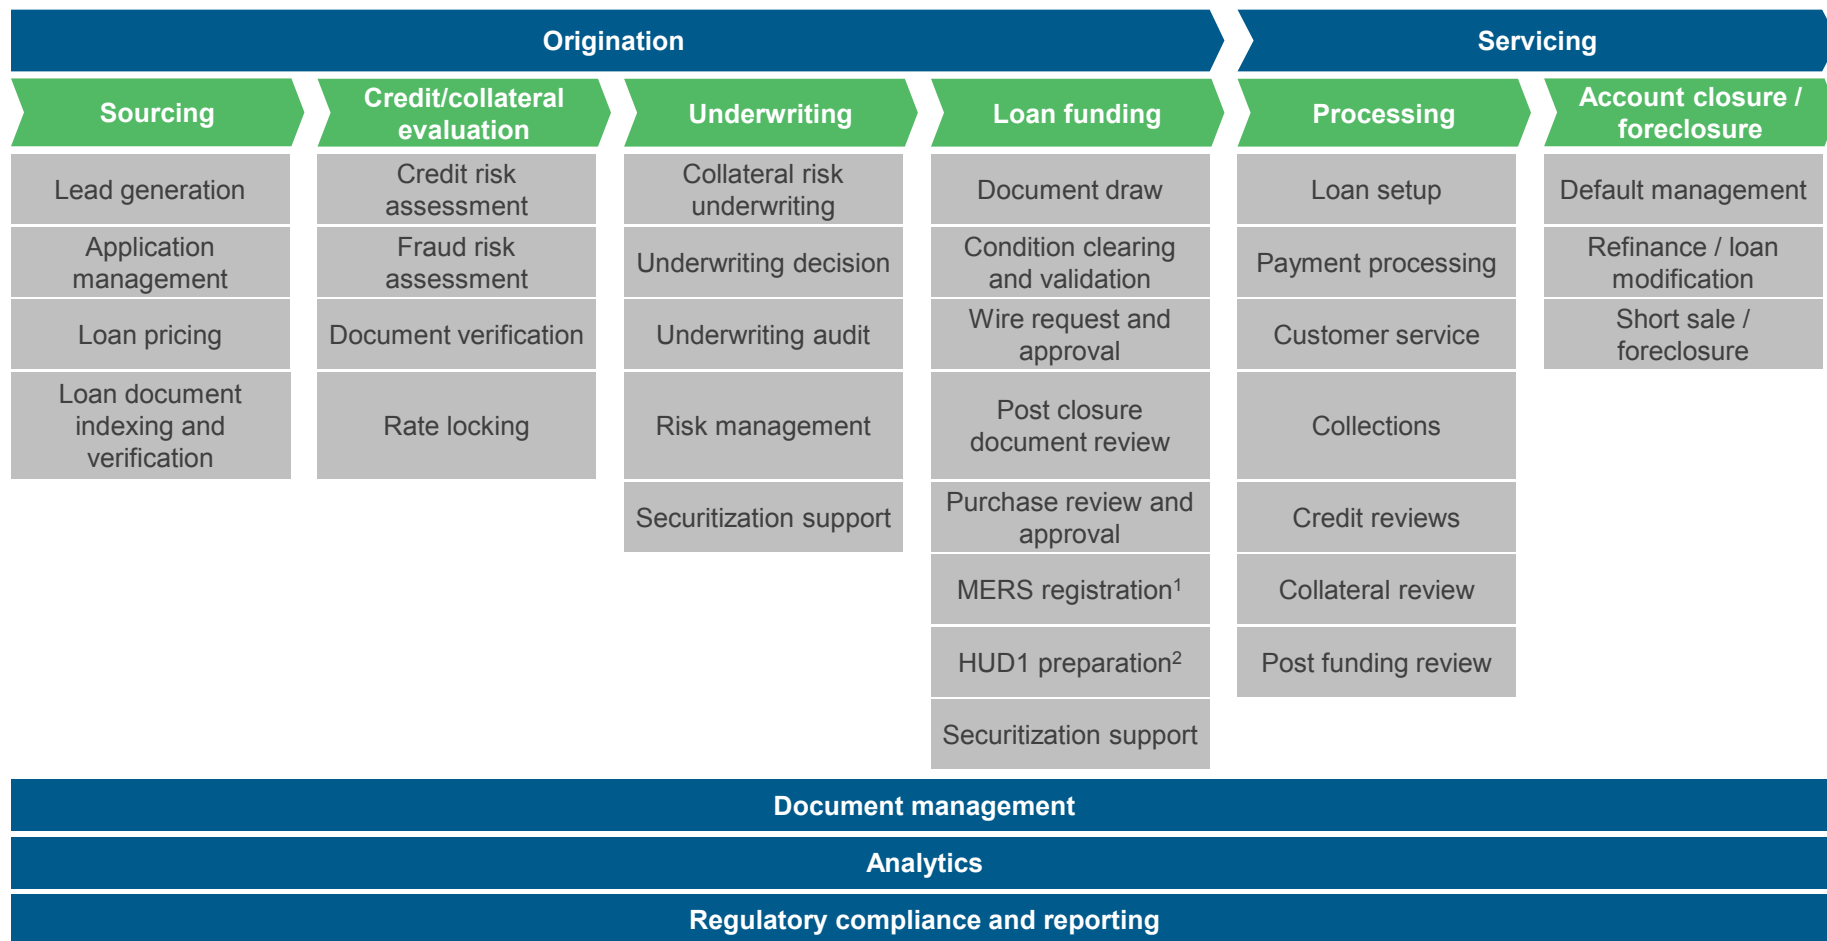 Origination
Servicing
Sourcing
Credit/collateral
evaluation
Underwriting
Loan funding
Processing
Account closure /
foreclosure
Lead generation
Application
management
Loan pricing
Loan document
indexing and
verification
Credit risk
assessment
Fraud risk
assessment
Document verification
Rate locking
Collateral risk
underwriting
Underwriting decision
Underwriting audit
Risk management
Securitization support
Document draw
Condition clearing
and validation
Wire request and
approval
Post closure
document review
Purchase review and
approval
MERS registration¹
HUD1 preparation²
Securitization support
Loan setup
Payment processing
Customer service
Collections
Credit reviews
Collateral review
Post funding review
Default management
Refinance / loan
modification
Short sale /
foreclosure
Document management
Analytics
Regulatory compliance and reporting